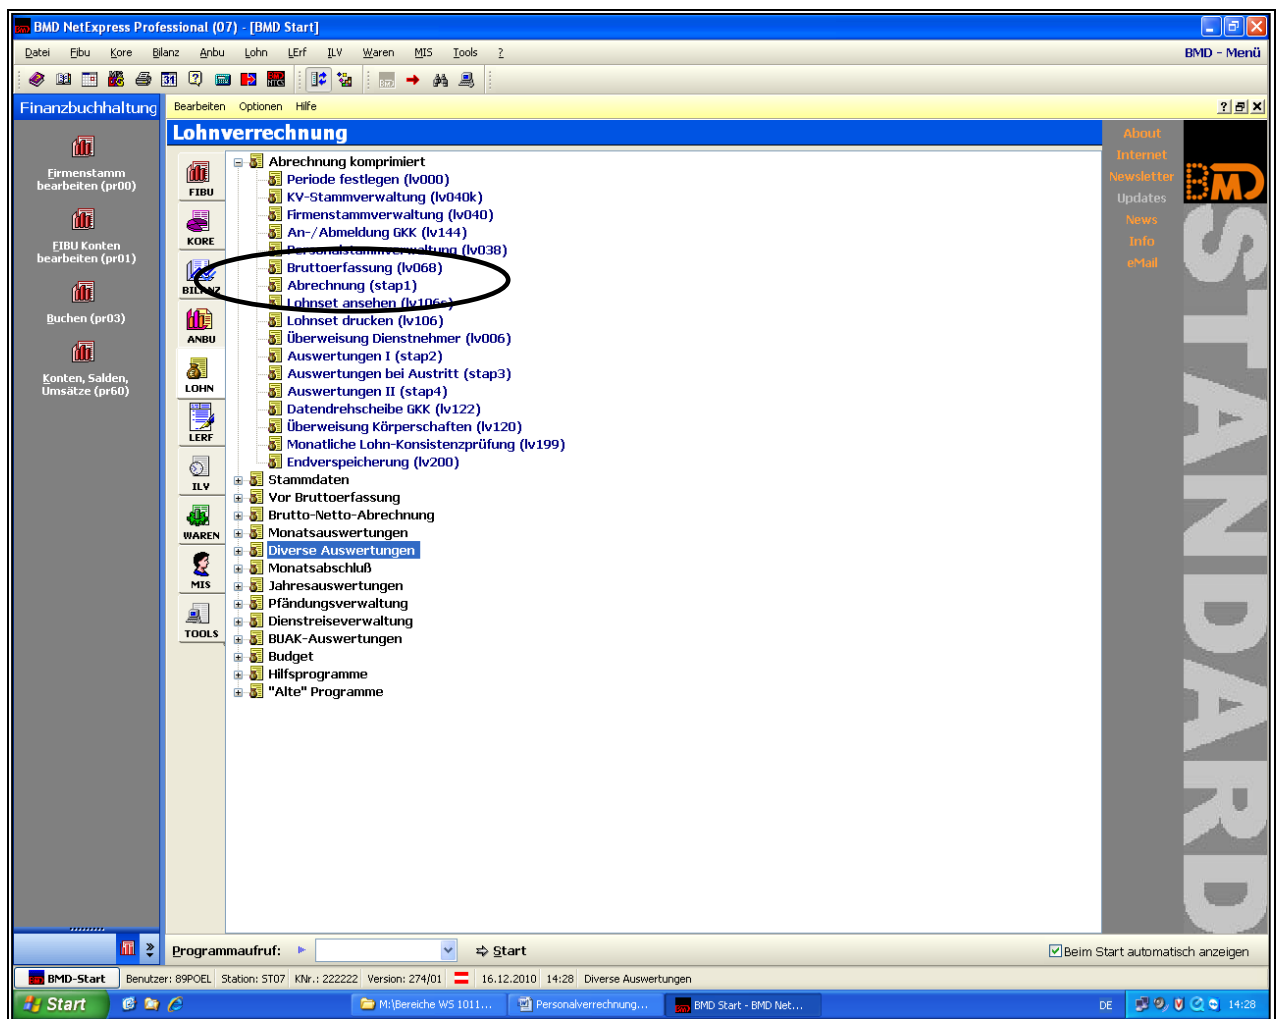 BMD NetExpress Professional (07) - [BMD Start]
Datei Fibu Kore Bilanz Anbu Lohn LErf ILV Waren MIS Tools ? BMD - Menü
Finanzbuchhaltung
Bearbeiten Optionen Hilfe
Lohnverrechnung
Firmenstamm
bearbeiten (pr00)
FIBU Konten
bearbeiten (pr01)
Buchen (pr03)
Konten, Salden,
Umsätze (pr60)
FIBU
KORE
BILANZ
ANBU
LOHN
LERF
ILV
WAREN
MIS
TOOLS
Abrechnung komprimiert
Periode festlegen (lv000)
KV-Stammverwaltung (lv040k)
Firmenstammverwaltung (lv040)
An-/Abmeldung GKK (lv144)
Personalstammverwaltung (lv038)
Bruttoerfassung (lv068)
Abrechnung (stap1)
Lohnset ansehen (lv106s)
Lohnset drucken (lv106)
Überweisung Dienstnehmer (lv006)
Auswertungen I (stap2)
Auswertungen bei Austritt (stap3)
Auswertungen II (stap4)
Datendrehscheibe GKK (lv122)
Überweisung Körperschaften (lv120)
Monatliche Lohn-Konsistenzprüfung (lv199)
Endverspeicherung (lv200)
Stammdaten
Vor Bruttoerfassung
Brutto-Netto-Abrechnung
Monatsauswertungen
Diverse Auswertungen
Monatsabschluß
Jahresauswertungen
Pfändungsverwaltung
Dienstreiseverwaltung
BUAK-Auswertungen
Budget
Hilfsprogramme
"Alte" Programme
About
Internet
Newsletter
Updates
News
Info
eMail
BMD
STANDARD
Programmaufruf: Start
Beim Start automatisch anzeigen
BMD-Start Benutzer: 89POEL Station: ST07 KNr.: 222222 Version: 274/01 16.12.2010 14:28 Diverse Auswertungen
Start M:\Bereiche WS 1011... Personalverrechnung... BMD Start - BMD Net... DE 14:28